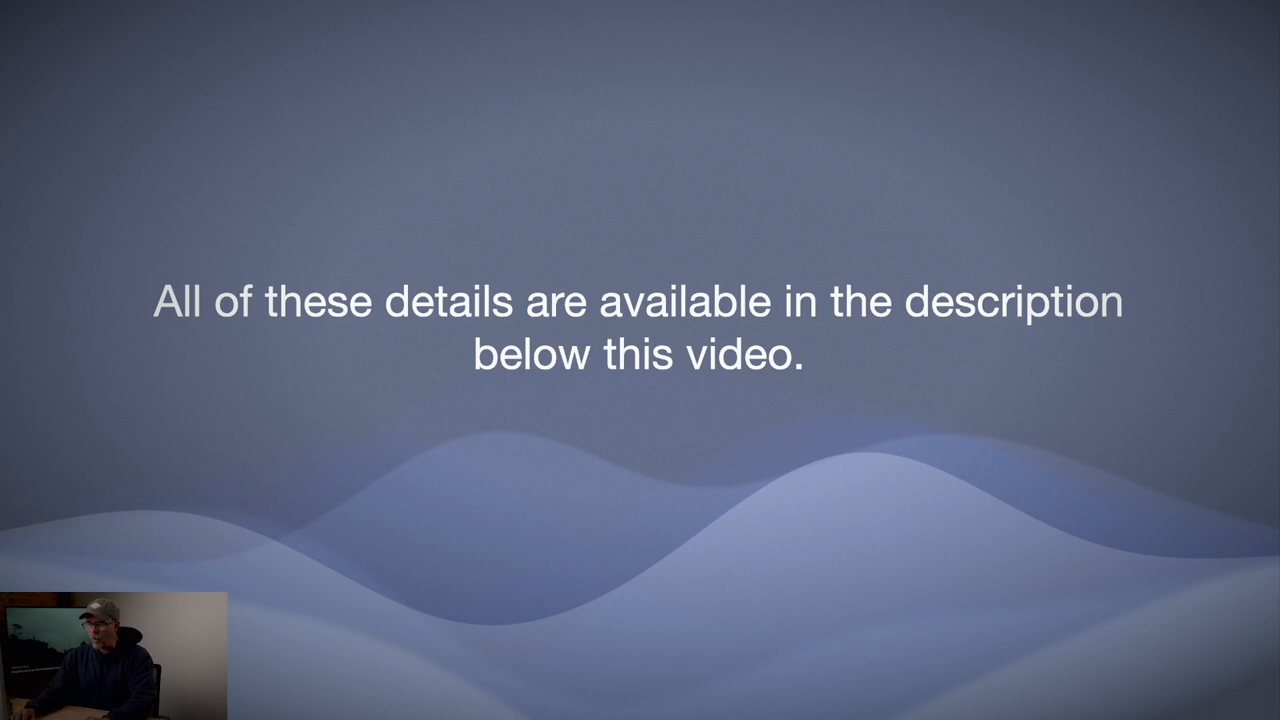 All of these details are available in the description
below this video.